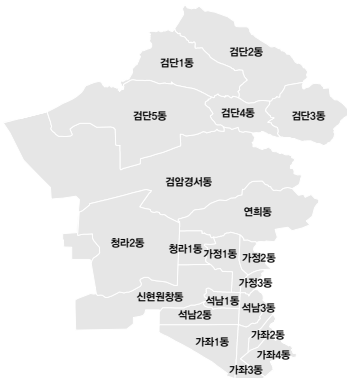 검단2동
검단1동
검단5동
검단4동
검단3동
검암경서동
연희동
청라2동
청라1동
가정1동
가정2동
가정3동
신현원창동
석남1동
석남3동
석남2동
가좌2동
가좌1동
가좌4동
가좌3동